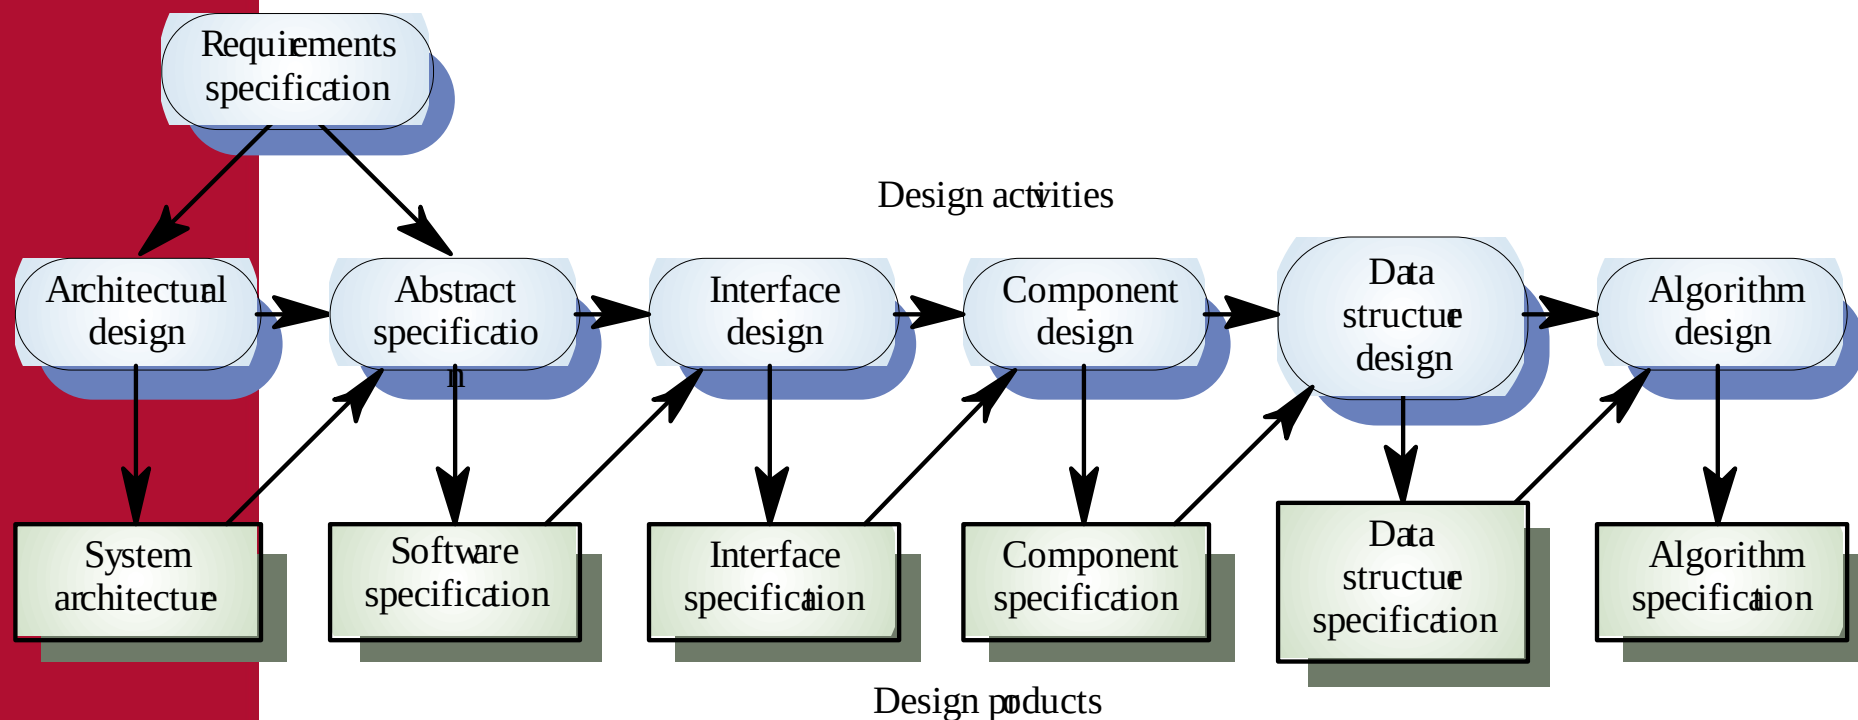 Requirements
specification
Design activities
Architectural
design
Abstract
specificatio
n
Interface
design
Component
design
Data
structure
design
Algorithm
design
System
architecture
Software
specification
Interface
specification
Component
specification
Data
structure
specification
Algorithm
specification
Design products